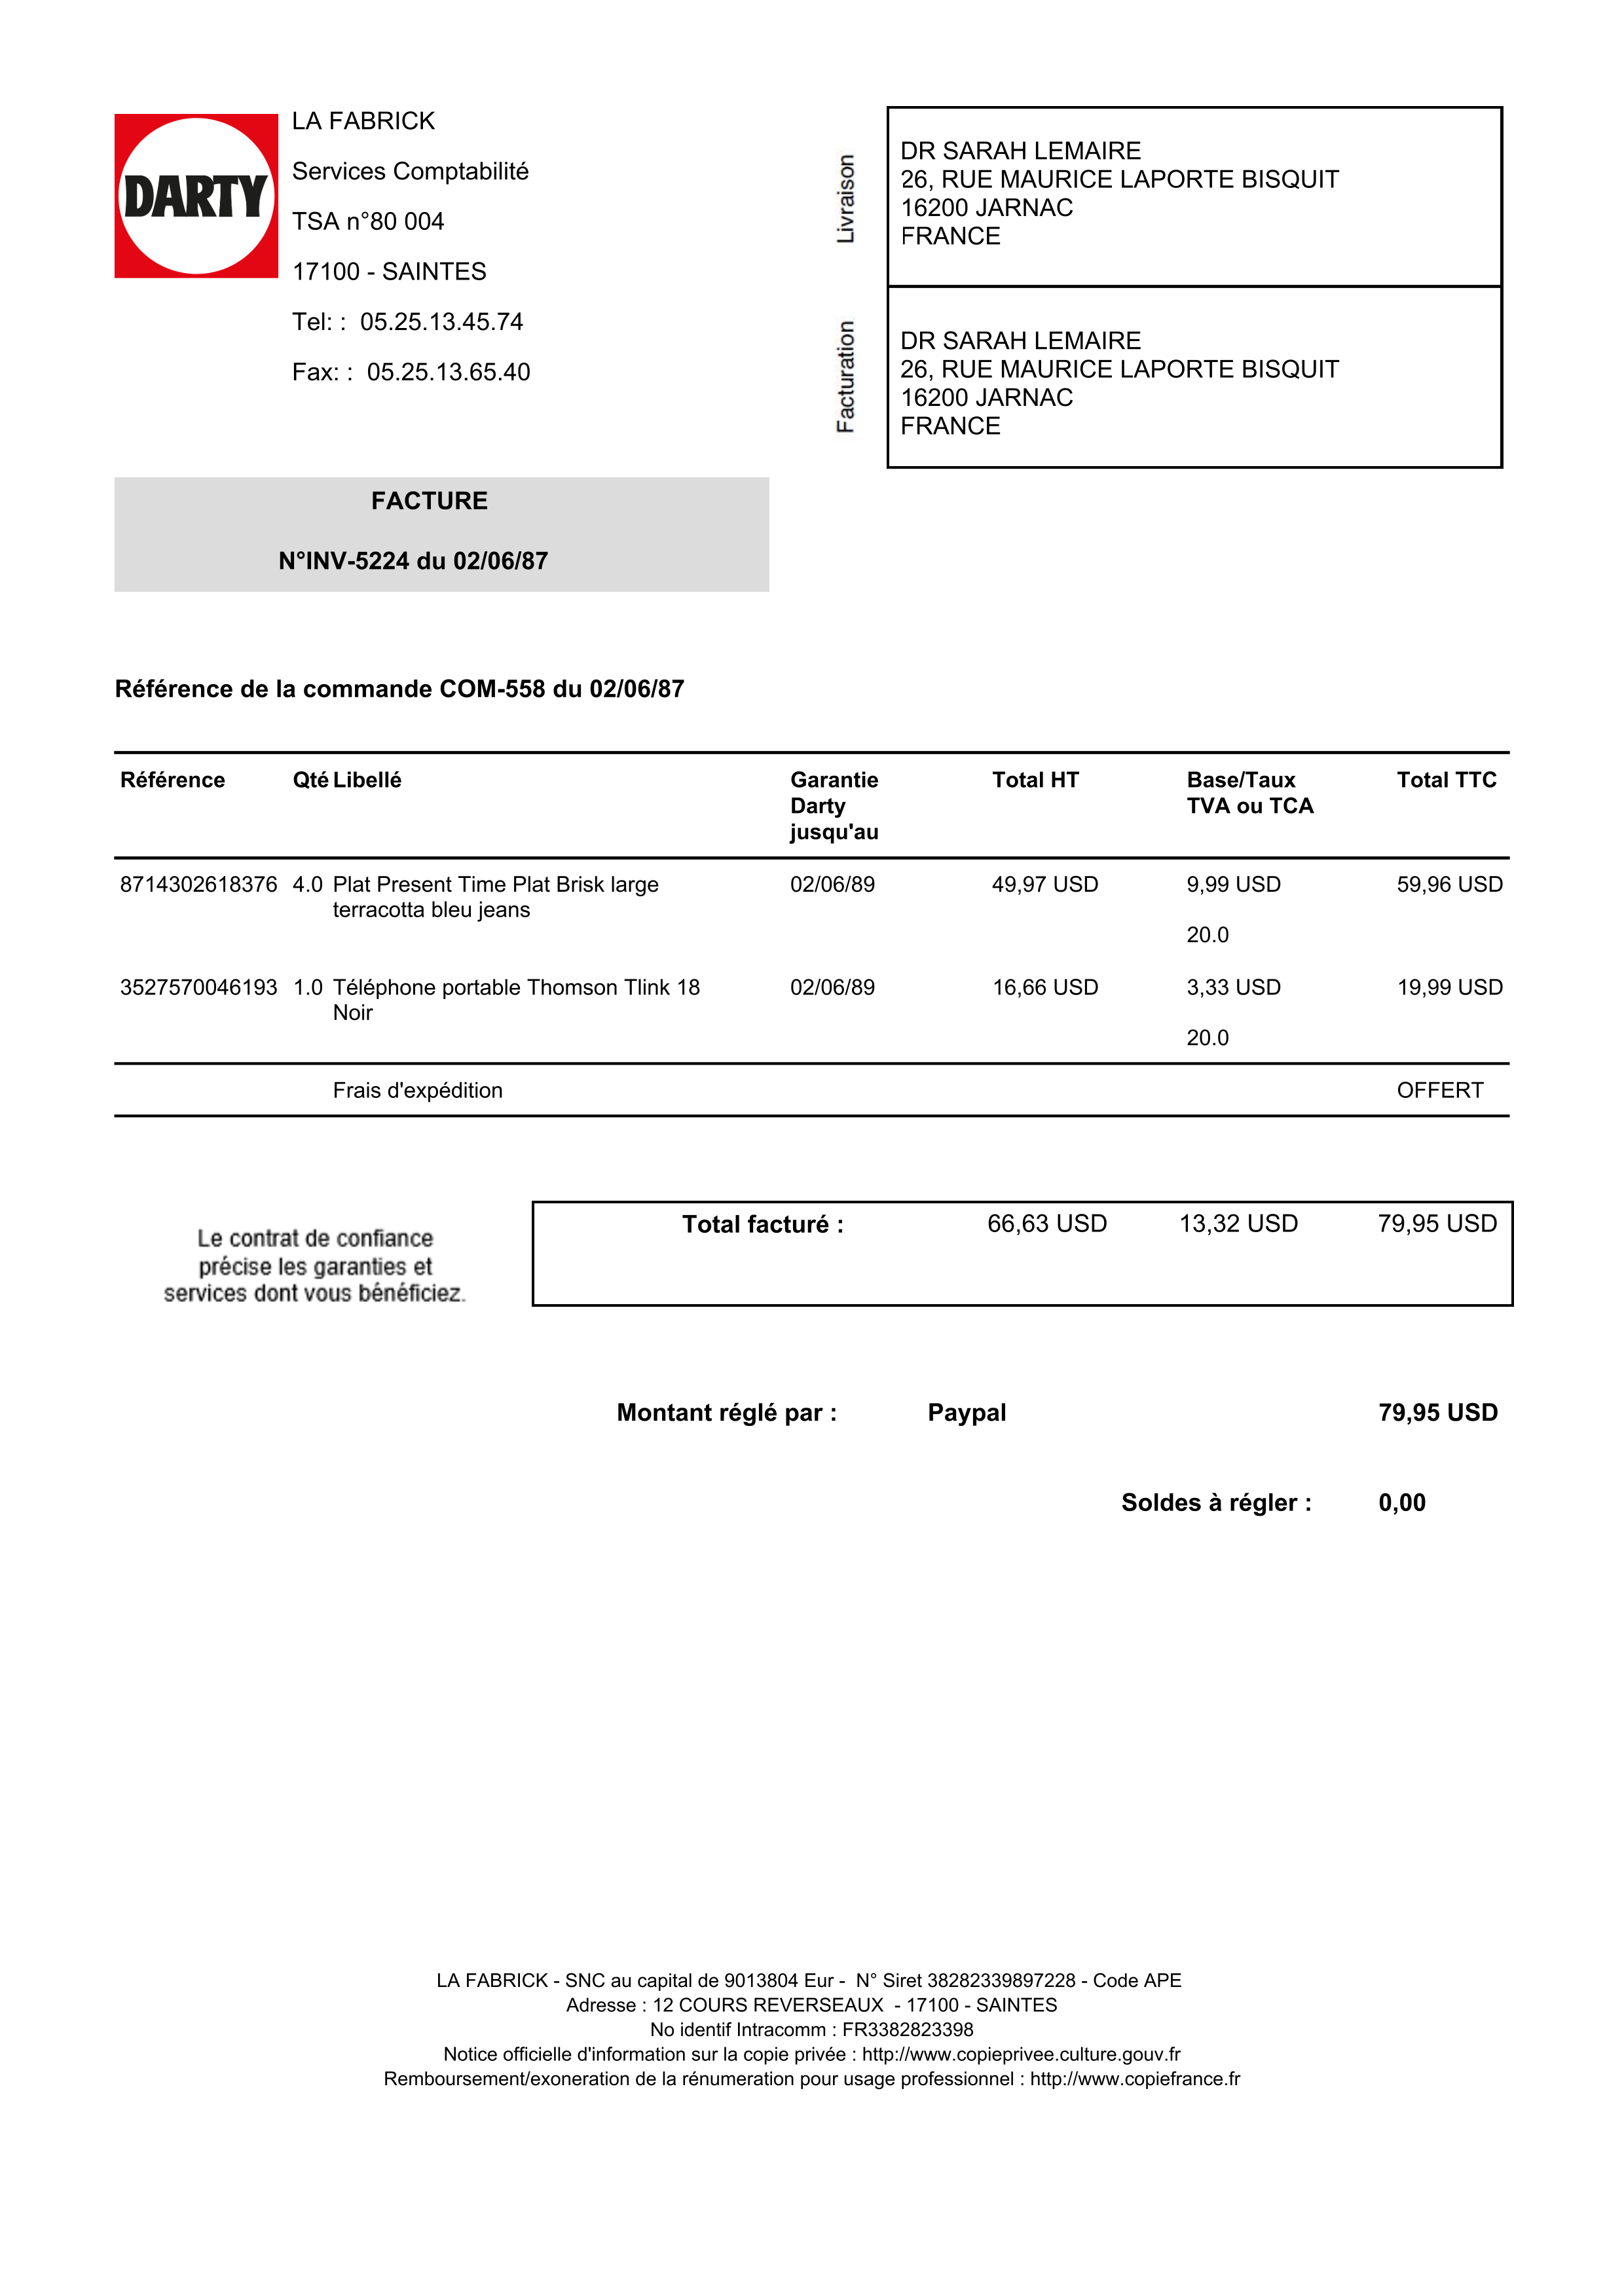 DARTY
LA FABRICK
Services Comptabilité
TSA n°80 004
17100 - SAINTES
Tel: : 05.25.13.45.74
Fax: : 05.25.13.65.40
Livraison
DR SARAH LEMAIRE
26, RUE MAURICE LAPORTE BISQUIT
16200 JARNAC
FRANCE
Facturation
DR SARAH LEMAIRE
26, RUE MAURICE LAPORTE BISQUIT
16200 JARNAC
FRANCE
FACTURE
N°INV-5224 du 02/06/87
Référence de la commande COM-558 du 02/06/87
Référence Qté Libellé Garantie Total HT Base/Taux Total TTC
Darty TVA ou TCA
jusqu'au
8714302618376 4.0 Plat Present Time Plat Brisk large 02/06/89 49,97 USD 9,99 USD 59,96 USD
terracotta bleu jeans
20.0
3527570046193 1.0 Téléphone portable Thomson Tlink 18 02/06/89 16,66 USD 3,33 USD 19,99 USD
Noir
20.0
Frais d'expédition OFFERT
Le contrat de confiance
précise les garanties et
services dont vous bénéficiez.
Total facturé : 66,63 USD 13,32 USD 79,95 USD
Montant réglé par : Paypal 79,95 USD
Soldes à régler : 0,00
LA FABRICK - SNC au capital de 9013804 Eur - N° Siret 38282339897228 - Code APE
Adresse : 12 COURS REVERSEAUX - 17100 - SAINTES
No identif Intracomm : FR3382823398
Notice officielle d'information sur la copie privée : http://www.copieprivee.culture.gouv.fr
Remboursement/exoneration de la rénumeration pour usage professionnel : http://www.copiefrance.fr